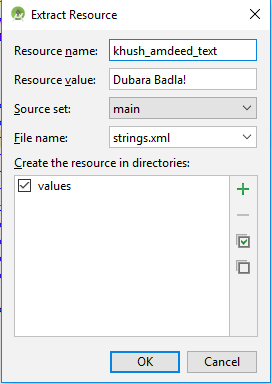 Extract Resource
Resource name: khush_amdeed_text
Resource value: Dubara Badla!
Source set: main
File name: strings.xml
Create the resource in directories:
values
OK Cancel